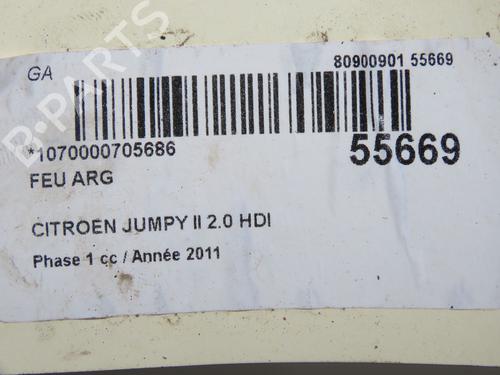 GA
80900901 55669
*1070000705686
55669
FEU ARG
CITROEN JUMPY II 2.0 HDI
Phase 1 cc / Année 2011
B-PARTS